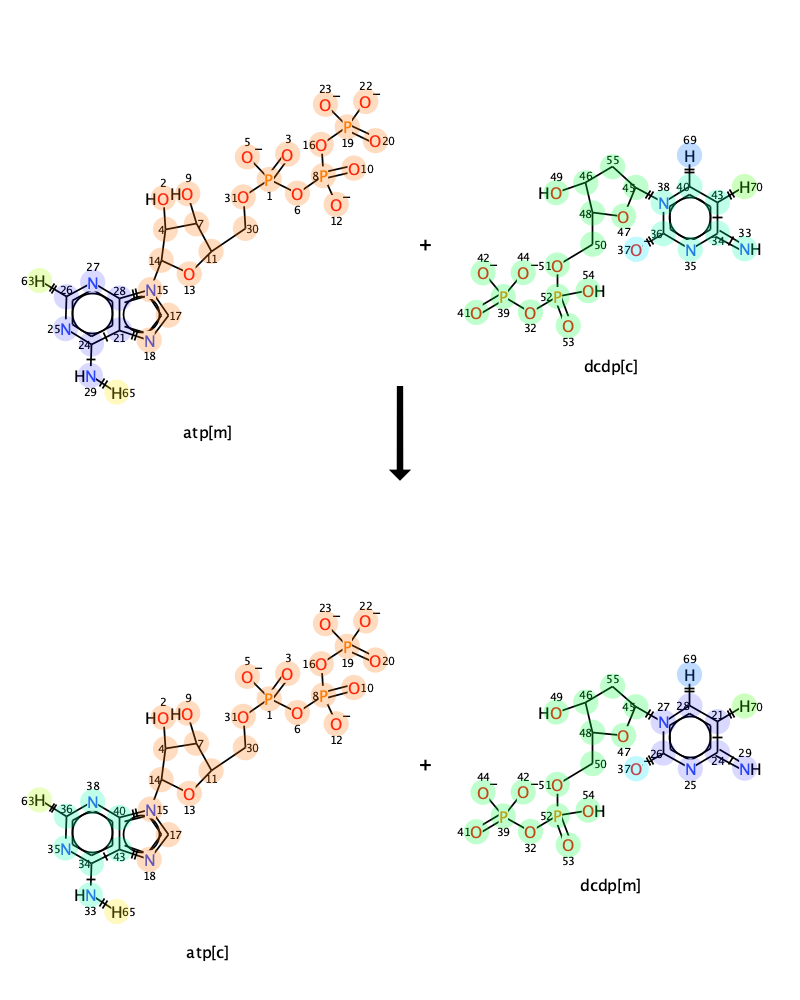 22
23 O⁻
O⁻ P O 20
5 3 16 O 19
O⁻ O 8 P O 10
2 9 P 1 O 6 O⁻ 12
HO HO 31 O
4 7 30
14 11
63 H 27 N 28 N 15 O 13
26 17
25 N 21 N 18
24
HN H 65
29
+
69
H
55 40 43 H 70
49 46 45 38 N
HO 48 O 47 36 34 33 NH
50 37 O N 35
42 44 51 O 54
O⁻ O⁻ 52 P OH
41 O P 39 O 32 O 53
atp[m]
dcdp[c]
22
23 O⁻
O⁻ P O 20
5 3 16 O 19
O⁻ O 8 P O 10
2 9 P 1 O 6 O⁻ 12
HO HO 31 O
4 7 30
14 11
63 H 38 N 40 N 15 O 13
36 17
35 N 43 N 18
34
HN H 65
33
+
69
H
55 28 21 H 70
49 46 45 27 N
HO 48 O 47 26 24 29 NH
50 37 O N 25
44 42 51 O 54
O⁻ O⁻ 52 P OH
41 O P 39 O 32 O 53
atp[c]
dcdp[m]